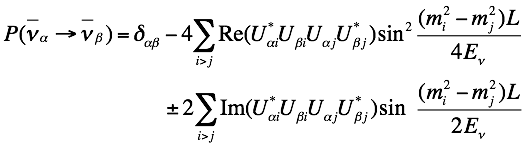 P(ν̅_α → ν̅_β) = δ_αβ − 4∑_{i>j} Re(U*_αi U_βi U_αj U*_βj) sin² (m_i² − m_j²)L / 4E_ν
± 2∑_{i>j} Im(U*_αi U_βi U_αj U*_βj) sin (m_i² − m_j²)L / 2E_ν